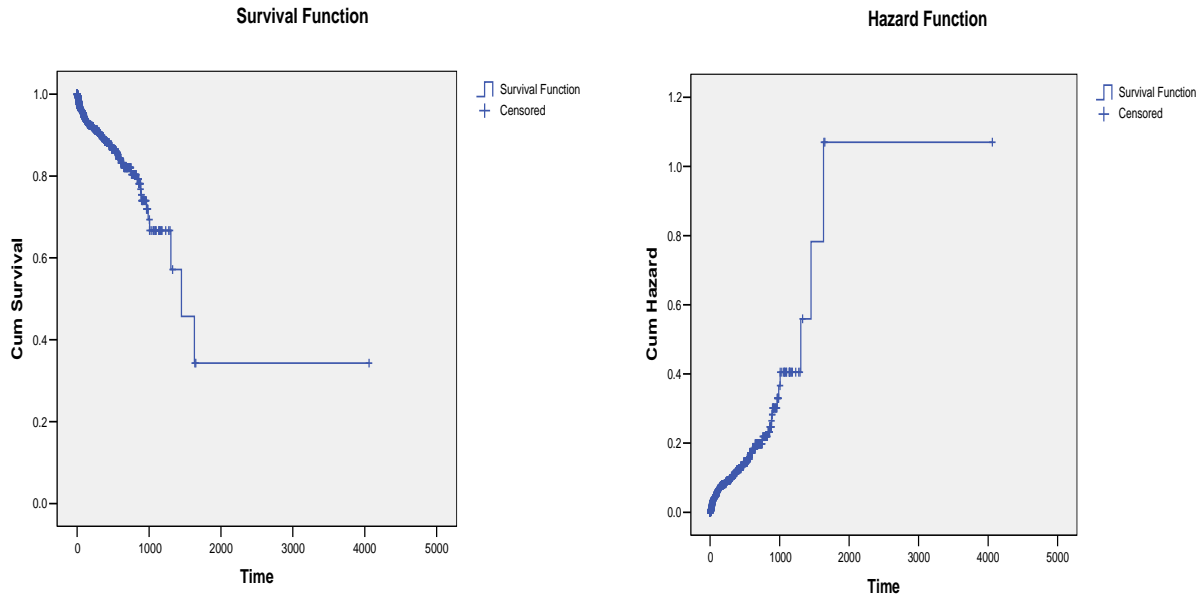 Survival Function
Cum Survival
1.0
0.8
0.6
0.4
0.2
0.0
0 1000 2000 3000 4000 5000
Time
Survival Function
Censored
Hazard Function
Cum Hazard
1.2
1.0
0.8
0.6
0.4
0.2
0.0
0 1000 2000 3000 4000 5000
Time
Survival Function
Censored